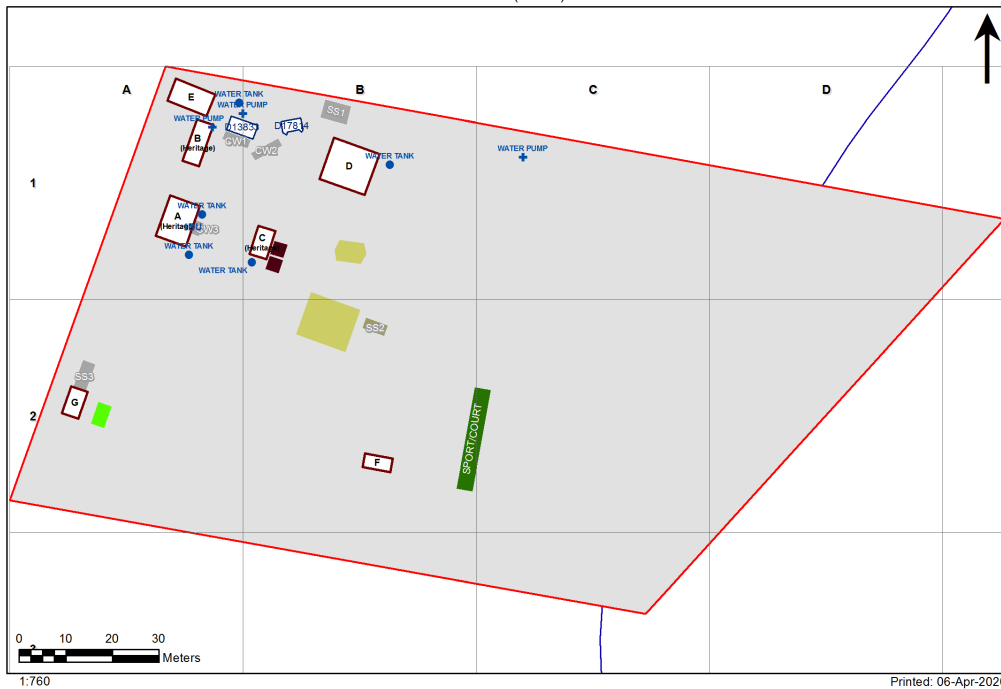 A
B
C
D
E
WATER TANK
WATER PUMP
SS1
WATER PUMP
D13833
D17814
B
(Heritage)
CW1
CW2
WATER PUMP
D
WATER TANK
1
WATER TANK
A
(Heritage)
C
(Heritage)
WATER TANK
WATER TANK
SS2
SS3
G
2
SPORT/COURT
F
0 10 20 30
Meters
1:760
Printed: 06-Apr-202